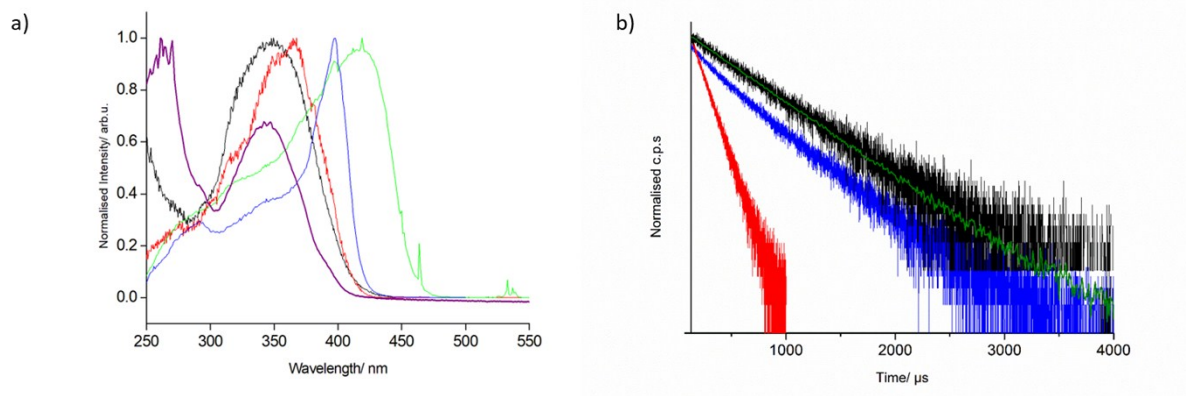 a)
Normalised Intensity/ arb.u.
1.0
0.8
0.6
0.4
0.2
0.0
250 300 350 400 450 500 550
Wavelength/ nm
b)
Normalised c.p.s
1000 2000 3000 4000
Time/ µs